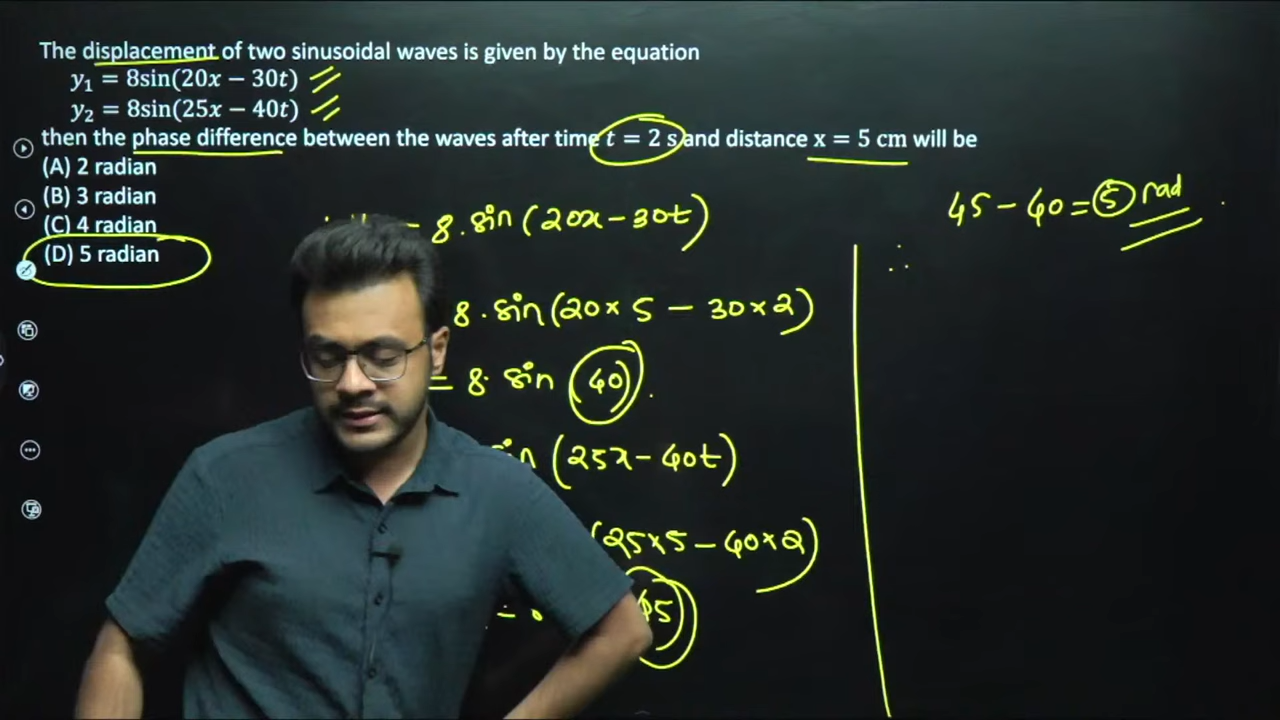 The displacement of two sinusoidal waves is given by the equation
y₁ = 8sin(20x − 30t)
y₂ = 8sin(25x − 40t)
then the phase difference between the waves after time t = 2 s and distance x = 5 cm will be
(A) 2 radian
(B) 3 radian
(C) 4 radian
(D) 5 radian
8.sin(20x − 30t)
8.sin(20×5 − 30×2)
= 8.sin 40.
(25x − 40t)
(25×5 − 40×2)
45 − 40 = 5 rad
∴